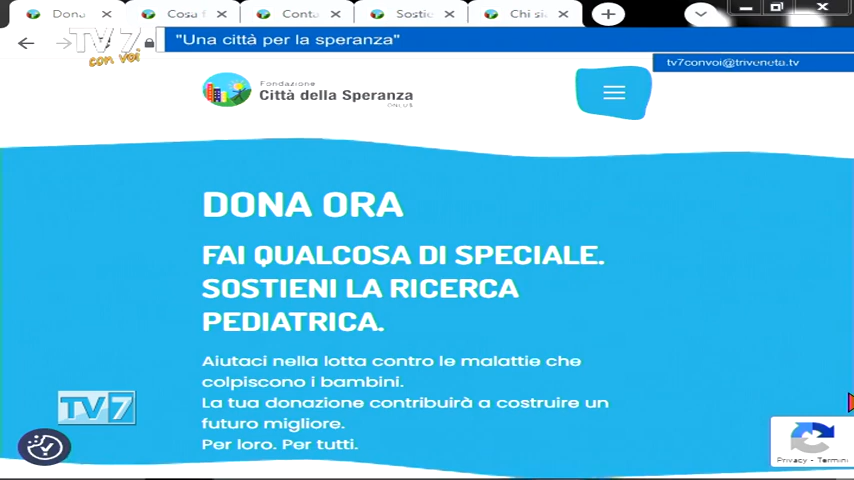 Dona
Cosa f
Conta
Sostie
Chi si
TV7
con voi
"Una città per la speranza"
tv7convoi@triveneta.tv
Fondazione
Città della Speranza
ONLUS
DONA ORA
FAI QUALCOSA DI SPECIALE.
SOSTIENI LA RICERCA
PEDIATRICA.
Aiutaci nella lotta contro le malattie che
colpiscono i bambini.
La tua donazione contribuirà a costruire un
futuro migliore.
Per loro. Per tutti.
TV7
Privacy - Termini